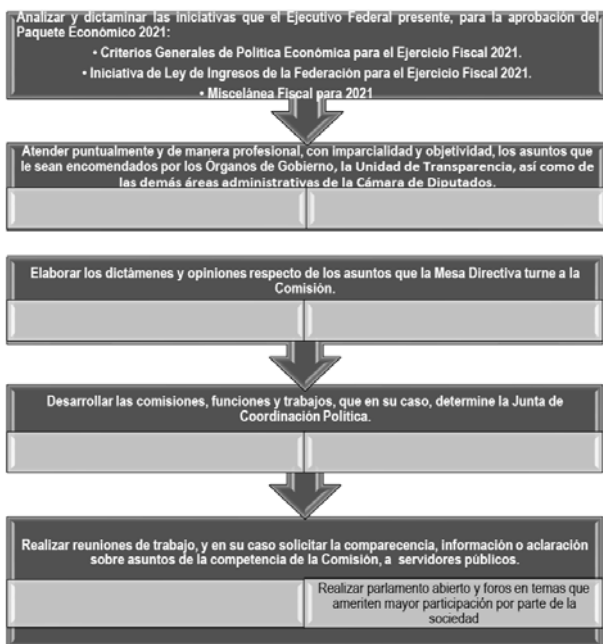 Analizar y dictaminar las iniciativas que el Ejecutivo Federal presente, para la aprobación del
Paquete Económico 2021:
• Criterios Generales de Política Económica para el Ejercicio Fiscal 2021.
• Iniciativa de Ley de Ingresos de la Federación para el Ejercicio Fiscal 2021.
• Miscelánea Fiscal para 2021
Atender puntualmente y de manera profesional, con imparcialidad y objetividad, los asuntos que
le sean encomendados por los Órganos de Gobierno, la Unidad de Transparencia, así como de
las demás áreas administrativas de la Cámara de Diputados.
Elaborar los dictámenes y opiniones respecto de los asuntos que la Mesa Directiva turne a la
Comisión.
Desarrollar las comisiones, funciones y trabajos, que en su caso, determine la Junta de
Coordinación Política.
Realizar reuniones de trabajo, y en su caso solicitar la comparecencia, información o aclaración
sobre asuntos de la competencia de la Comisión, a servidores públicos.
Realizar parlamento abierto y foros en temas que
ameriten mayor participación por parte de la
sociedad